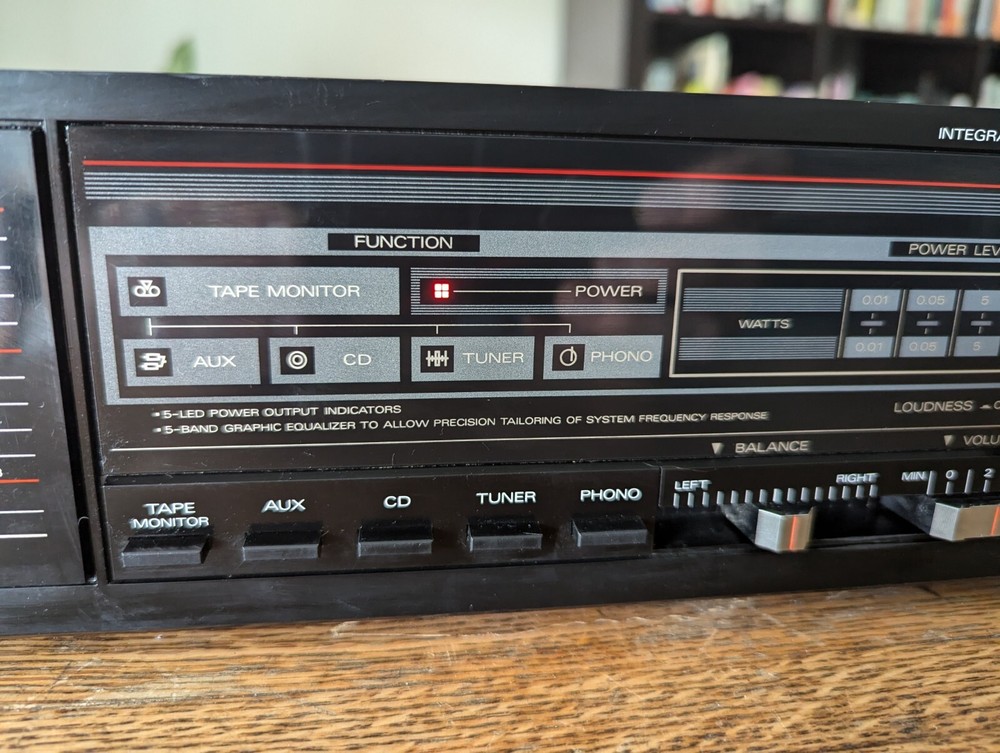 INTEGRA
FUNCTION
POWER LEV
TAPE MONITOR
POWER
0.01 0.05 5
WATTS
0.01 0.05 5
AUX CD TUNER PHONO
•5-LED POWER OUTPUT INDICATORS
•5-BAND GRAPHIC EQUALIZER TO ALLOW PRECISION TAILORING OF SYSTEM FREQUENCY RESPONSE
LOUDNESS
▼ BALANCE ▼ VOLU
LEFT RIGHT MIN 0 2
TAPE MONITOR AUX CD TUNER PHONO